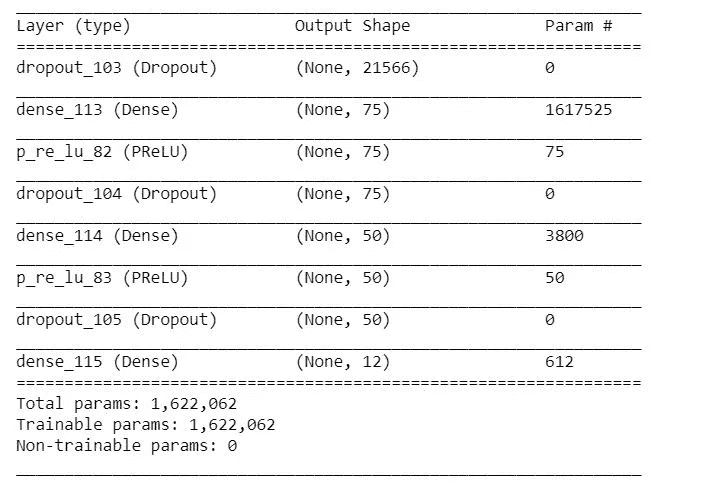 Layer (type) Output Shape Param #
=================================================================
dropout_103 (Dropout) (None, 21566) 0
dense_113 (Dense) (None, 75) 1617525
p_re_lu_82 (PReLU) (None, 75) 75
dropout_104 (Dropout) (None, 75) 0
dense_114 (Dense) (None, 50) 3800
p_re_lu_83 (PReLU) (None, 50) 50
dropout_105 (Dropout) (None, 50) 0
dense_115 (Dense) (None, 12) 612
=================================================================
Total params: 1,622,062
Trainable params: 1,622,062
Non-trainable params: 0